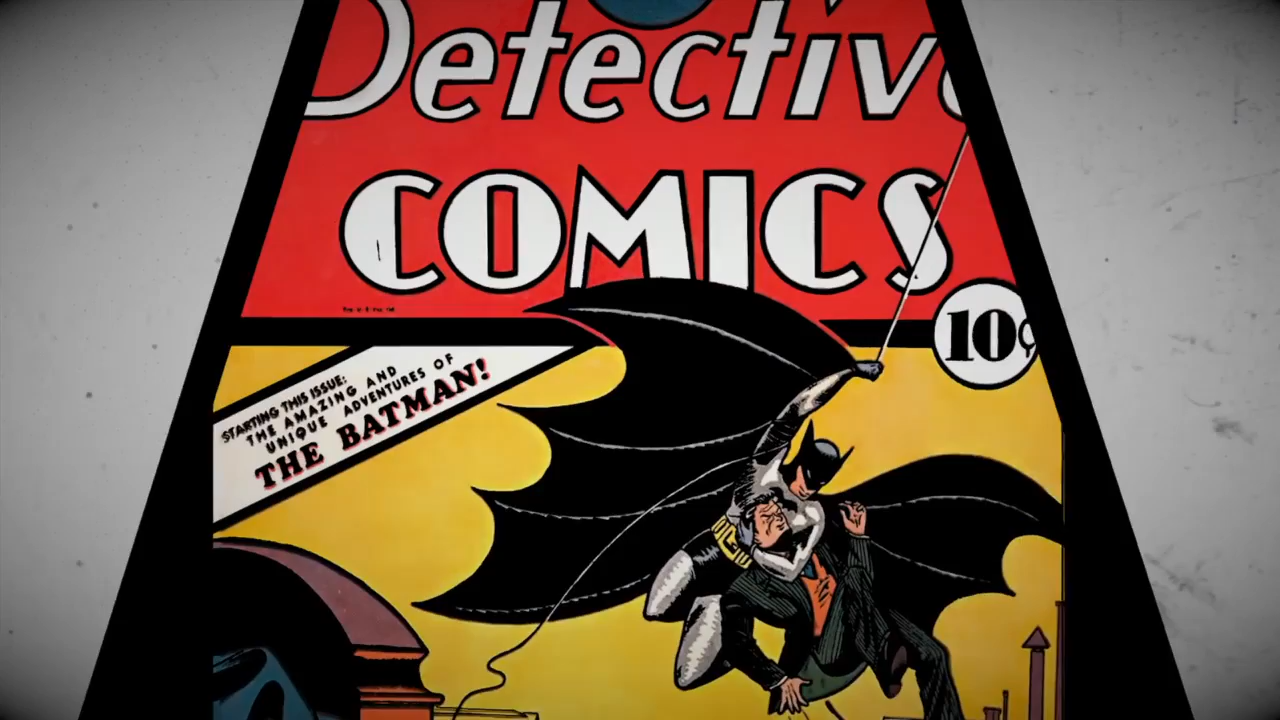 Detective
COMICS
10¢
STARTING THIS ISSUE:
THE AMAZING AND
UNIQUE ADVENTURES OF
THE BATMAN!